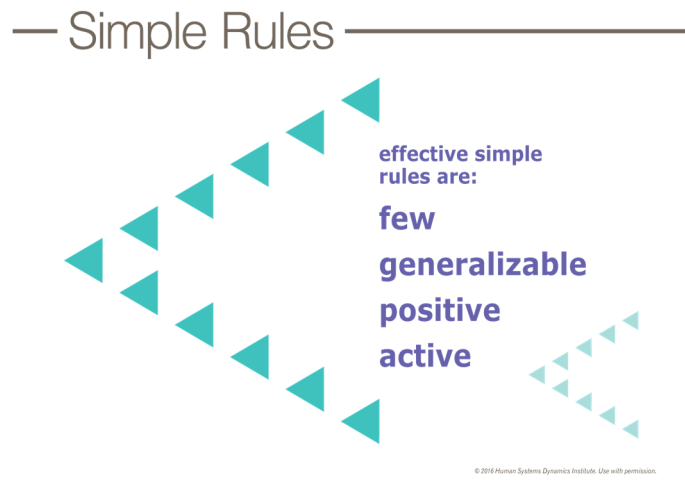 Simple Rules
effective simple
rules are:
few
generalizable
positive
active
© 2016 Human Systems Dynamics Institute. Use with permission.